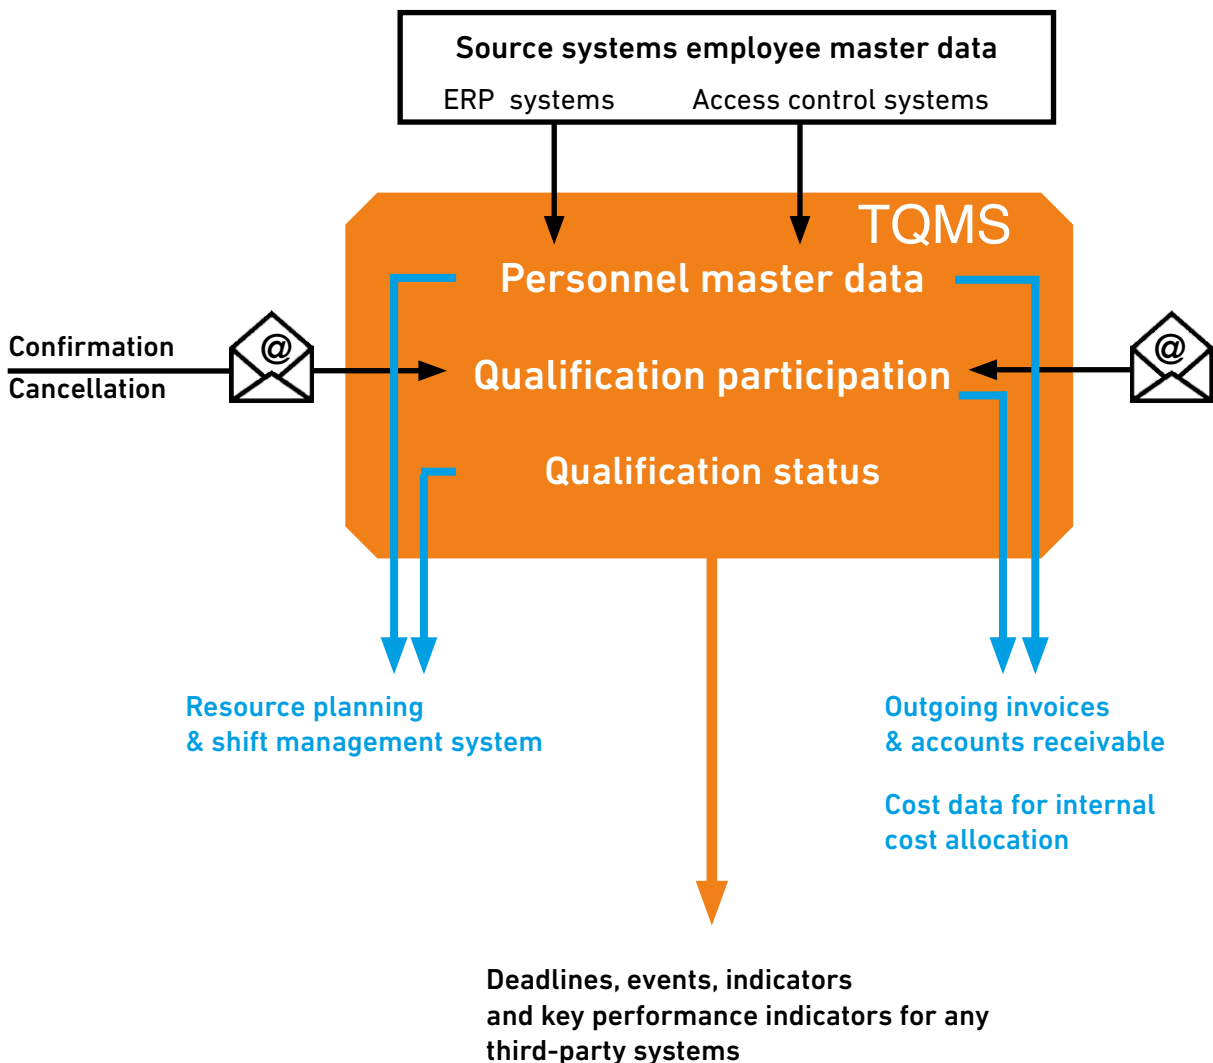 Source systems employee master data
ERP systems
Access control systems
TQMS
Personnel master data
Confirmation
Cancellation
@
Qualification participation
@
Qualification status
Resource planning
& shift management system
Outgoing invoices
& accounts receivable
Cost data for internal
cost allocation
Deadlines, events, indicators
and key performance indicators for any
third-party systems